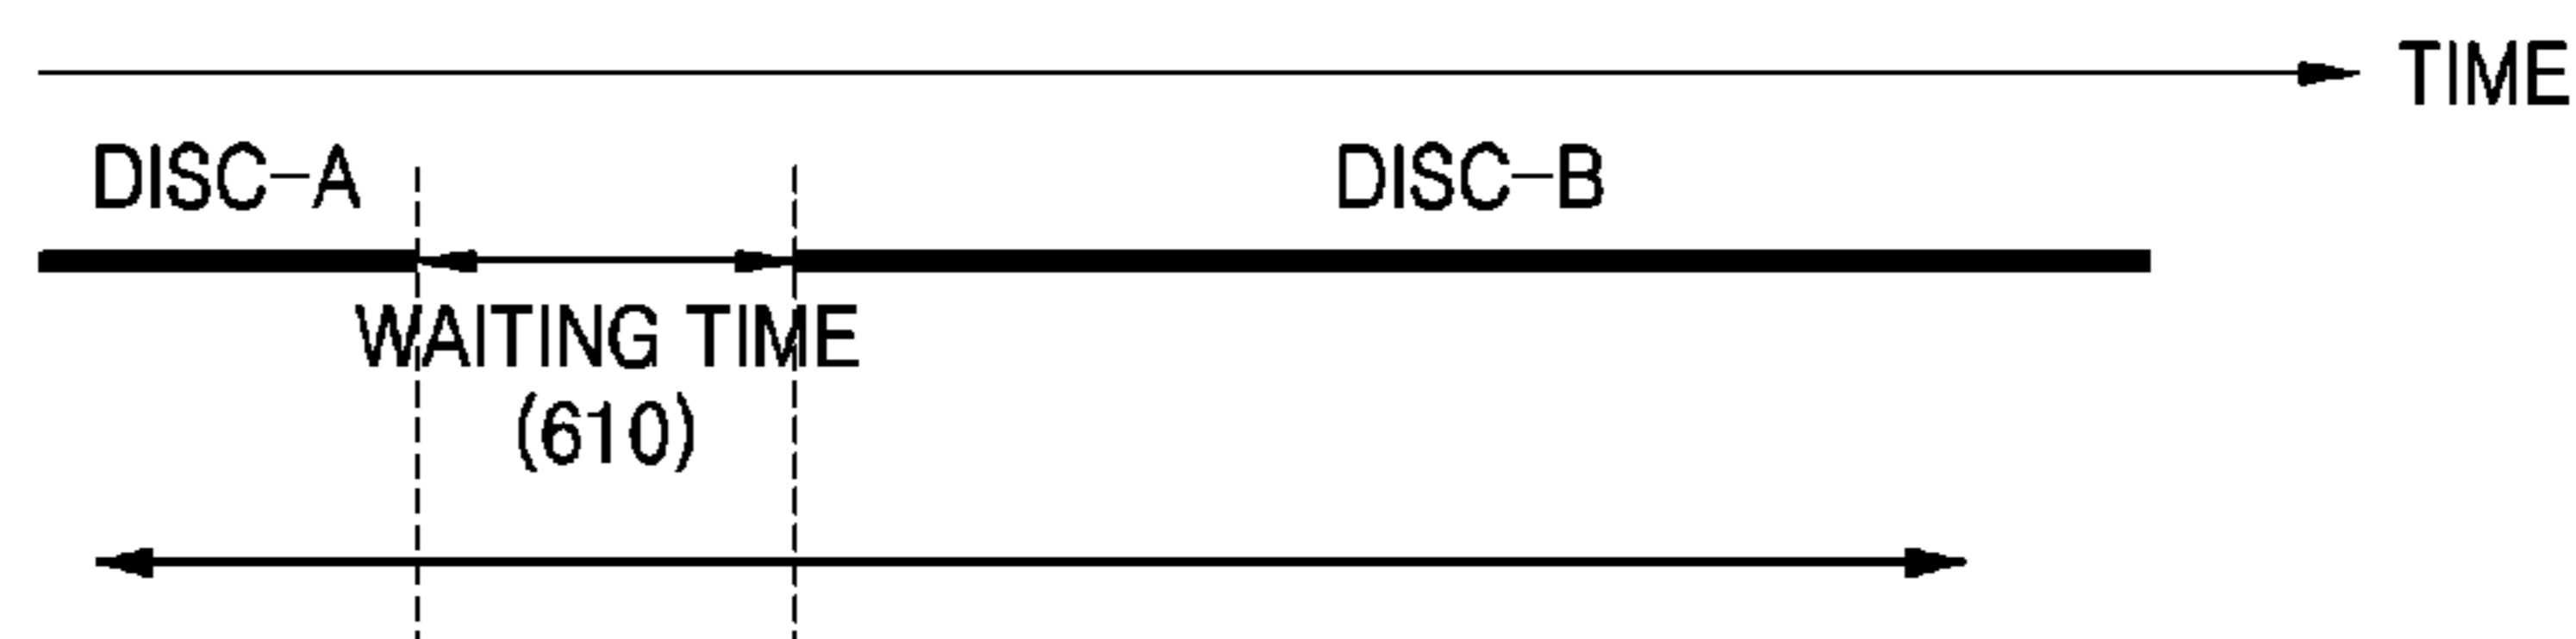 TIME
DISC-A
DISC-B
WAITING TIME
(610)